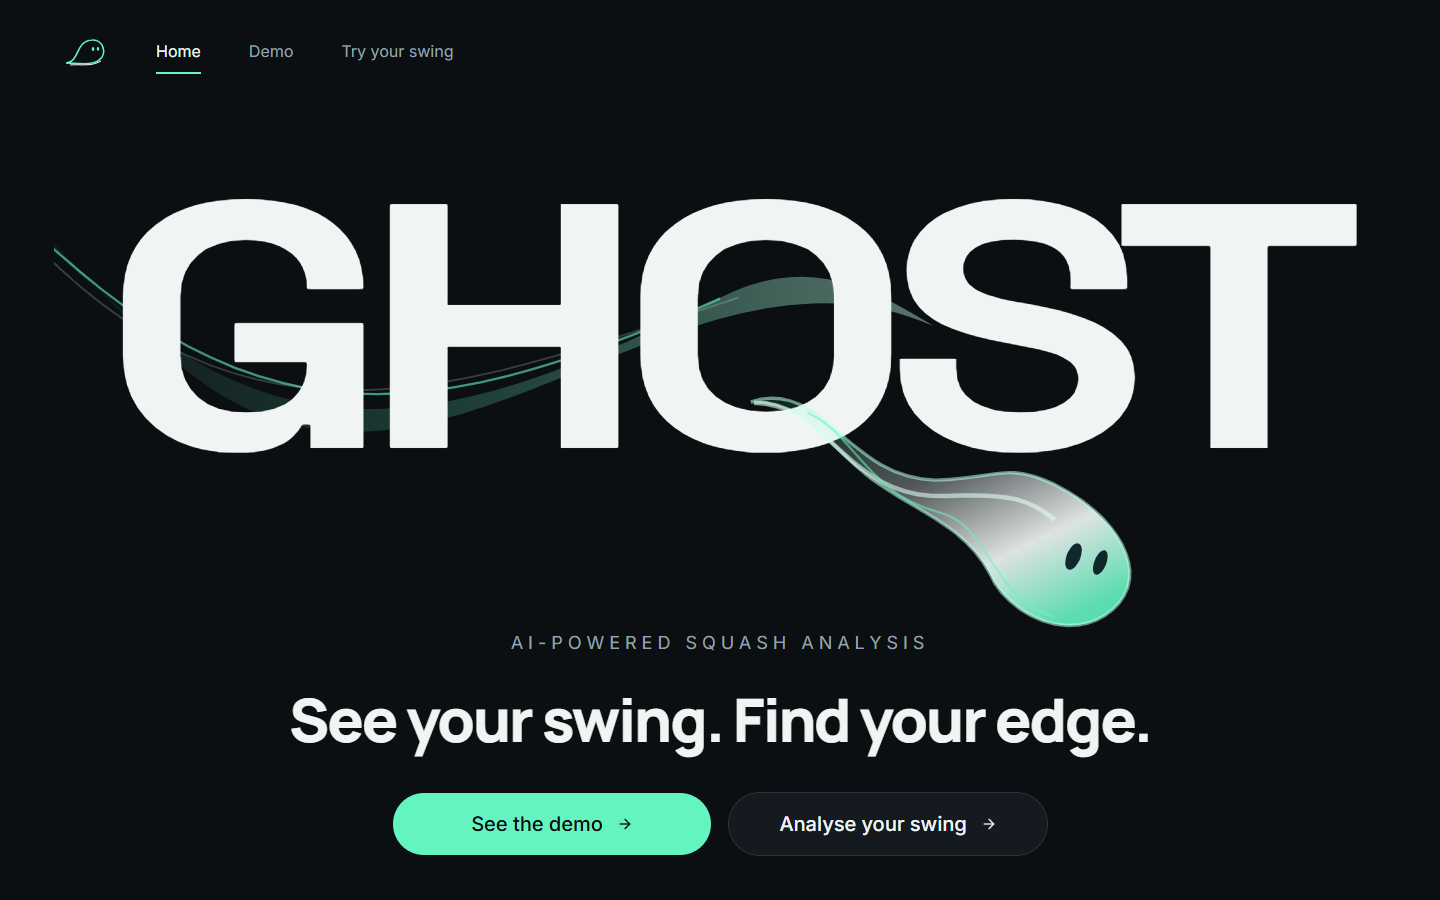 Home Demo Try your swing
GHOST
AI-POWERED SQUASH ANALYSIS
See your swing. Find your edge.
See the demo → Analyse your swing →